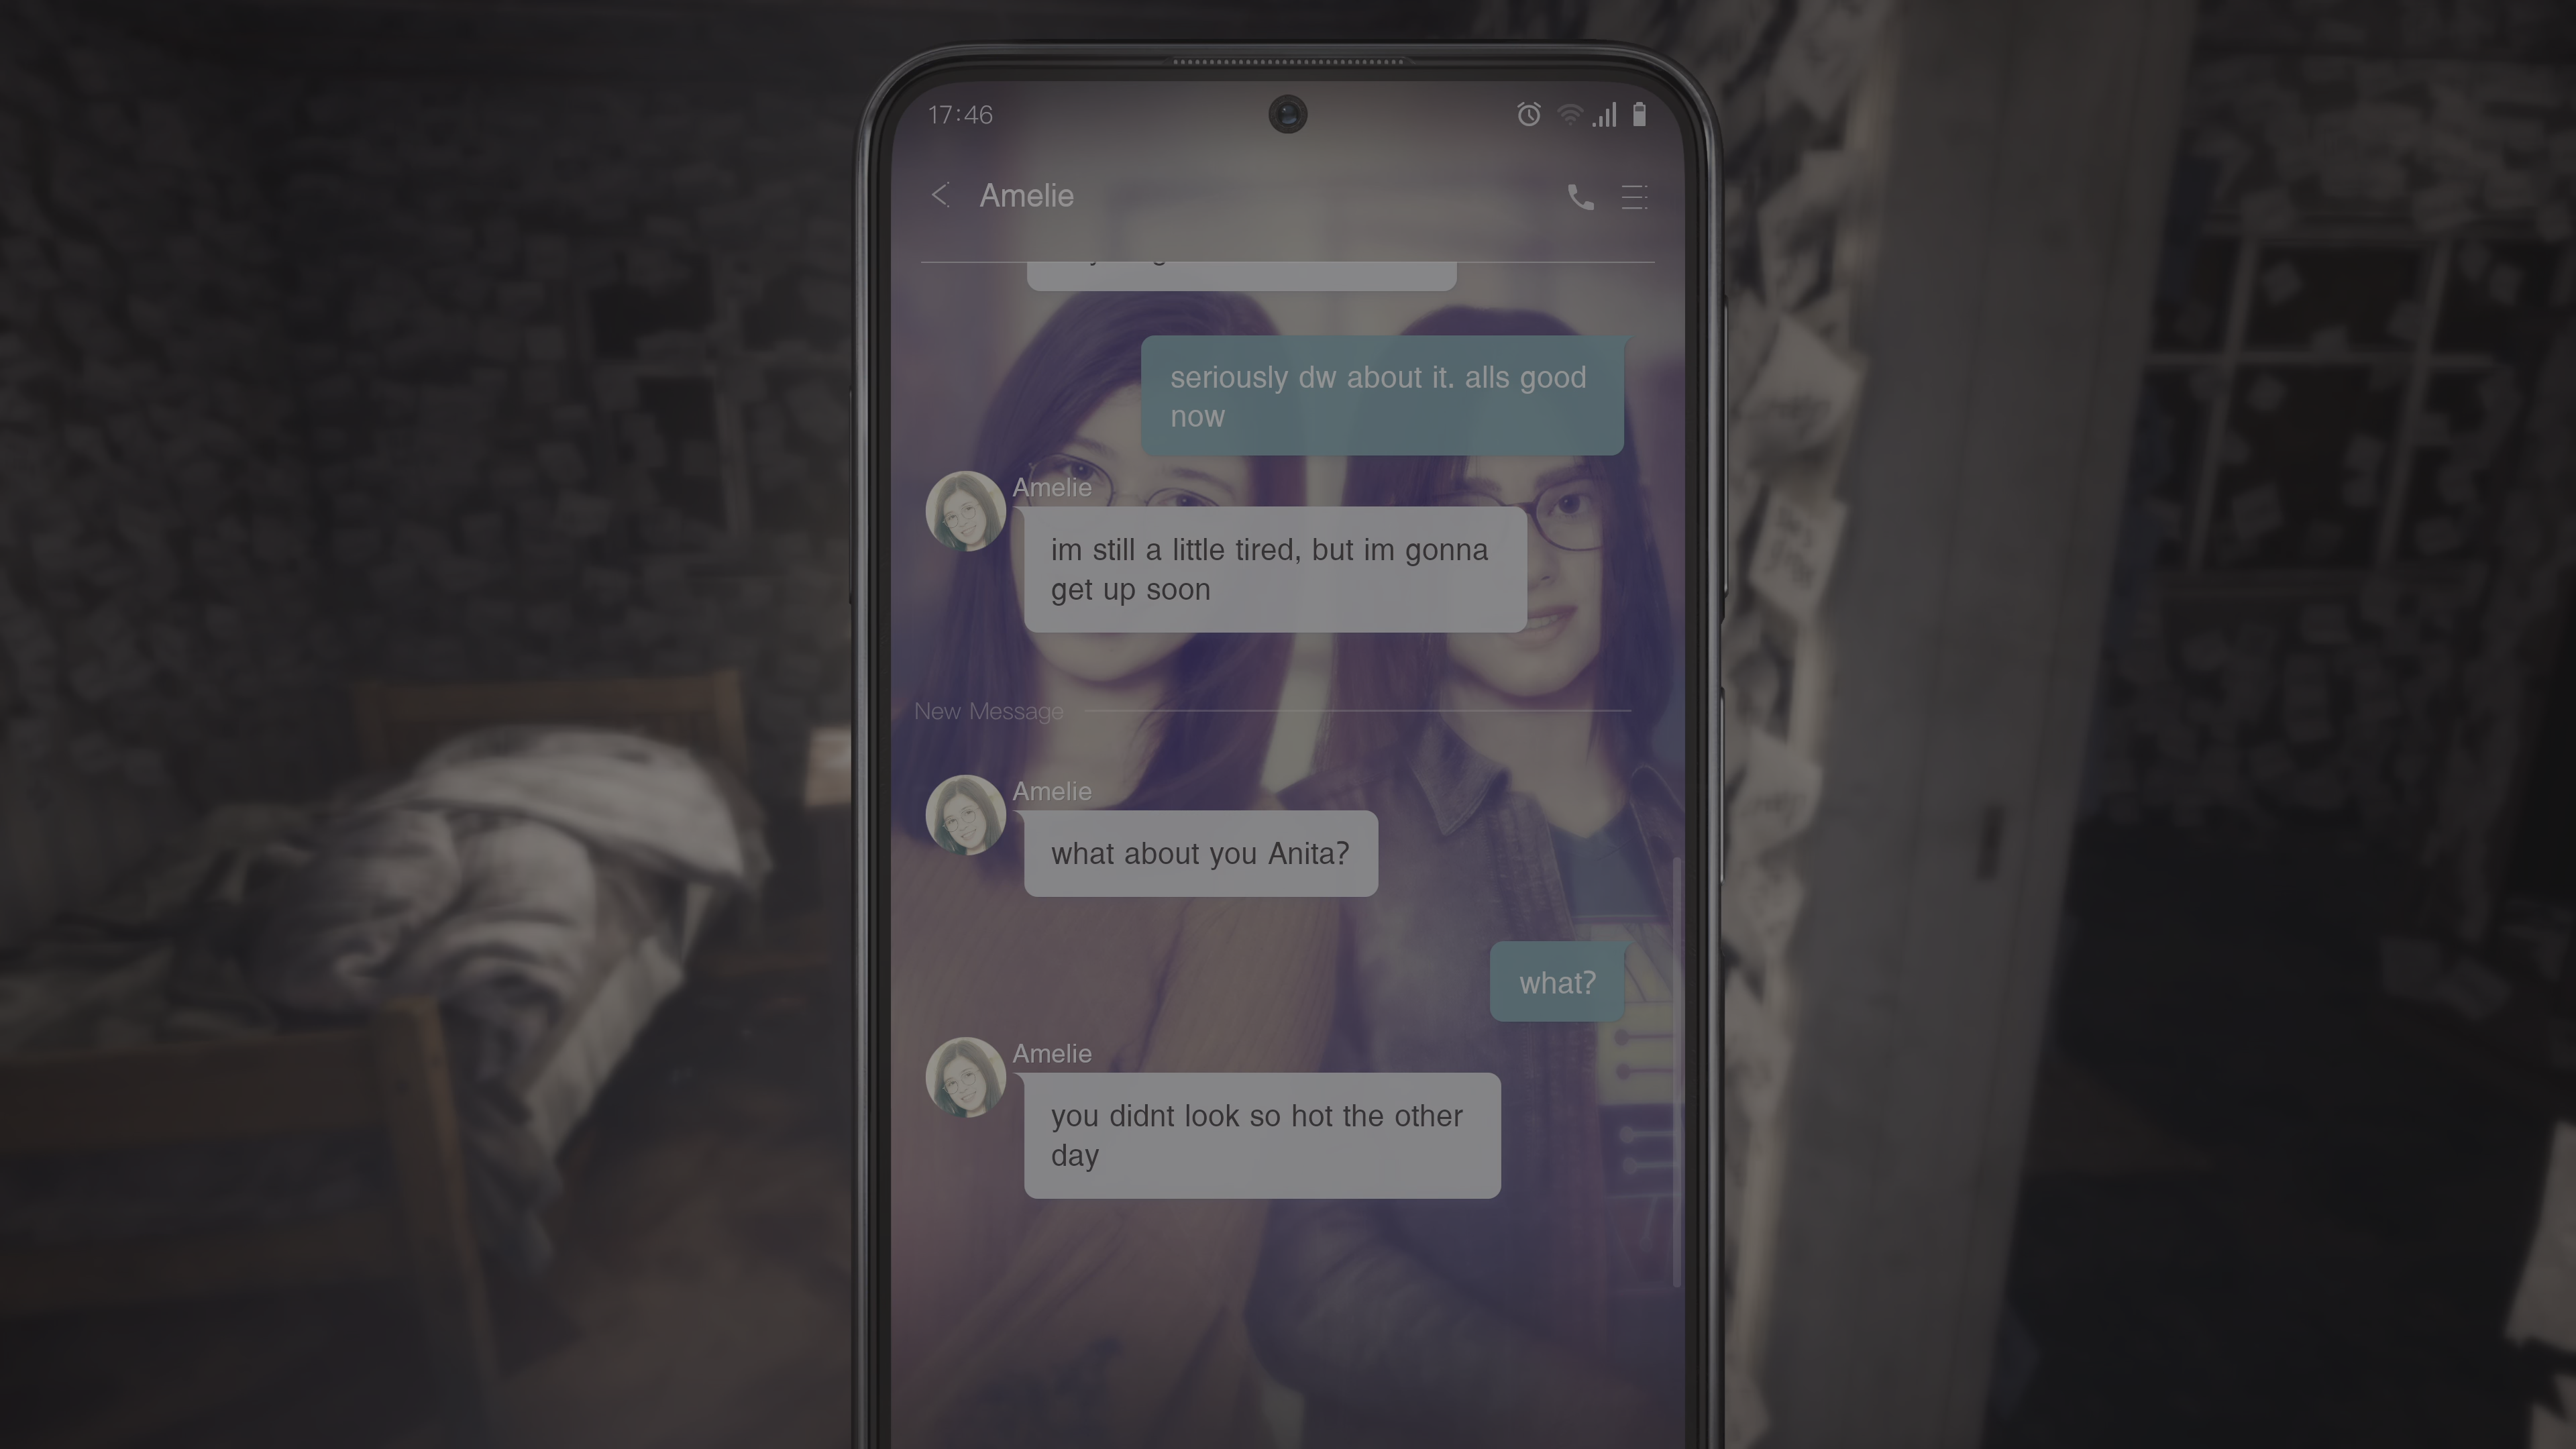 17:46
Amelie
seriously dw about it. alls good
now
Amelie
im still a little tired, but im gonna
get up soon
New Message
Amelie
what about you Anita?
what?
Amelie
you didnt look so hot the other
day